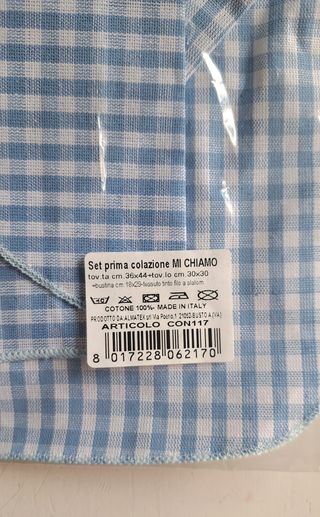 Set prima colazione MI CHIAMO
tov.ta cm.36x44+tov.lo cm.30x30
+bustina cm.18x29-tessuto tinto filo a slalom
COTONE 100%- MADE IN ITALY
PRODOTTO DA:ALMATEX srl Via Piceno,1 21052-BUSTO A.(VA)
ARTICOLO CON117
8 017228 062170